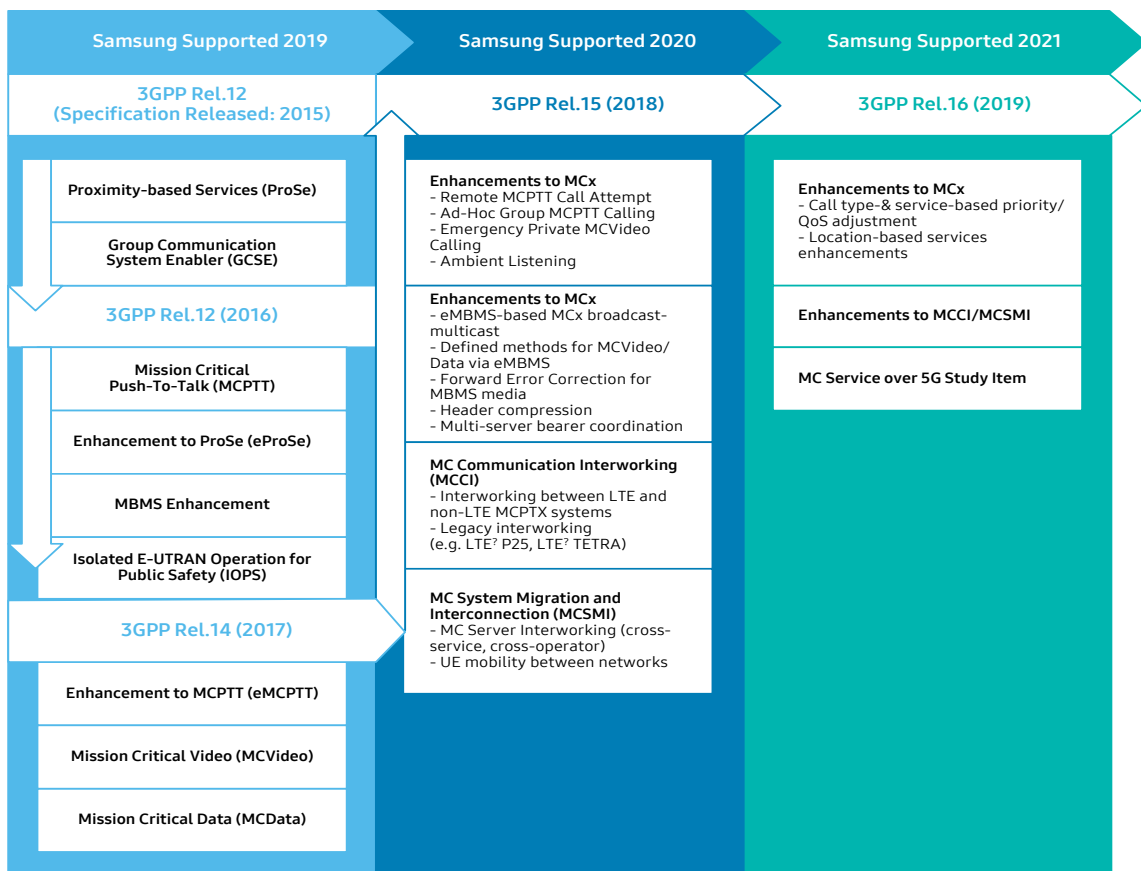 Samsung Supported 2019
3GPP Rel.12
(Specification Released: 2015)
Proximity-based Services (ProSe)
Group Communication
System Enabler (GCSE)
3GPP Rel.12 (2016)
Mission Critical
Push-To-Talk (MCPTT)
Enhancement to ProSe (eProSe)
MBMS Enhancement
Isolated E-UTRAN Operation for
Public Safety (IOPS)
3GPP Rel.14 (2017)
Enhancement to MCPTT (eMCPTT)
Mission Critical Video (MCVideo)
Mission Critical Data (MCData)
Samsung Supported 2020
3GPP Rel.15 (2018)
Enhancements to MCx
- Remote MCPTT Call Attempt
- Ad-Hoc Group MCPTT Calling
- Emergency Private MCVideo
Calling
- Ambient Listening
Enhancements to MCx
- eMBMS-based MCx broadcast-
multicast
- Defined methods for MCVideo/
Data via eMBMS
- Forward Error Correction for
MBMS media
- Header compression
- Multi-server bearer coordination
MC Communication Interworking
(MCCI)
- Interworking between LTE and
non-LTE MCPTX systems
- Legacy interworking
(e.g. LTE? P25, LTE? TETRA)
MC System Migration and
Interconnection (MCSMI)
- MC Server Interworking (cross-
service, cross-operator)
- UE mobility between networks
Samsung Supported 2021
3GPP Rel.16 (2019)
Enhancements to MCx
- Call type-& service-based priority/
QoS adjustment
- Location-based services
enhancements
Enhancements to MCCI/MCSMI
MC Service over 5G Study Item